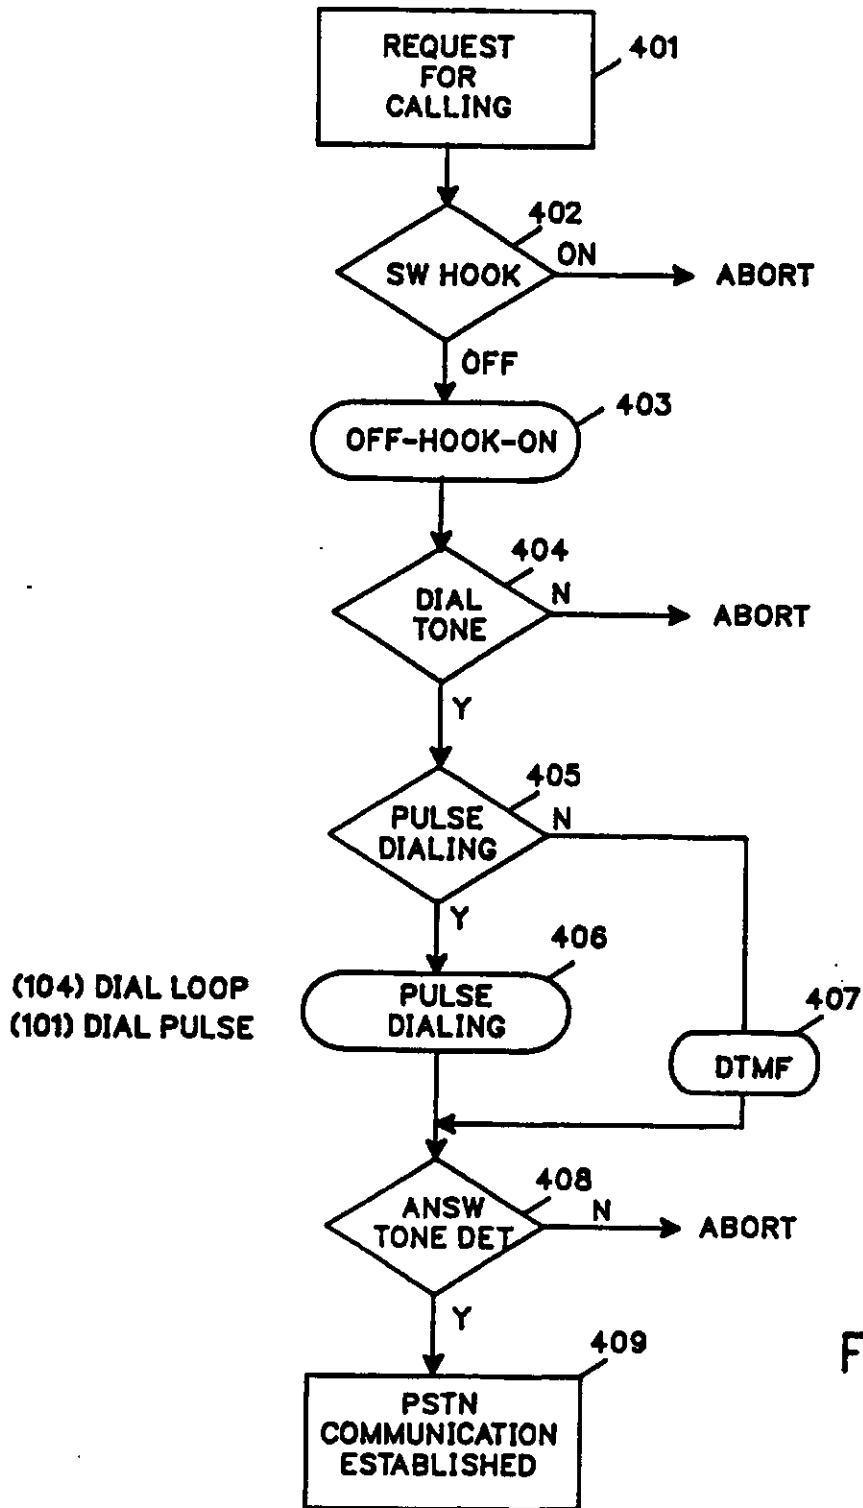 REQUEST
FOR
CALLING
401
402
SW HOOK
ON
ABORT
OFF
403
OFF-HOOK-ON
404
DIAL
TONE
N
ABORT
Y
405
PULSE
DIALING
N
Y
406
(104) DIAL LOOP
(101) DIAL PULSE
PULSE
DIALING
407
DTMF
408
ANSW
TONE DET
N
ABORT
Y
409
PSTN
COMMUNICATION
ESTABLISHED
F